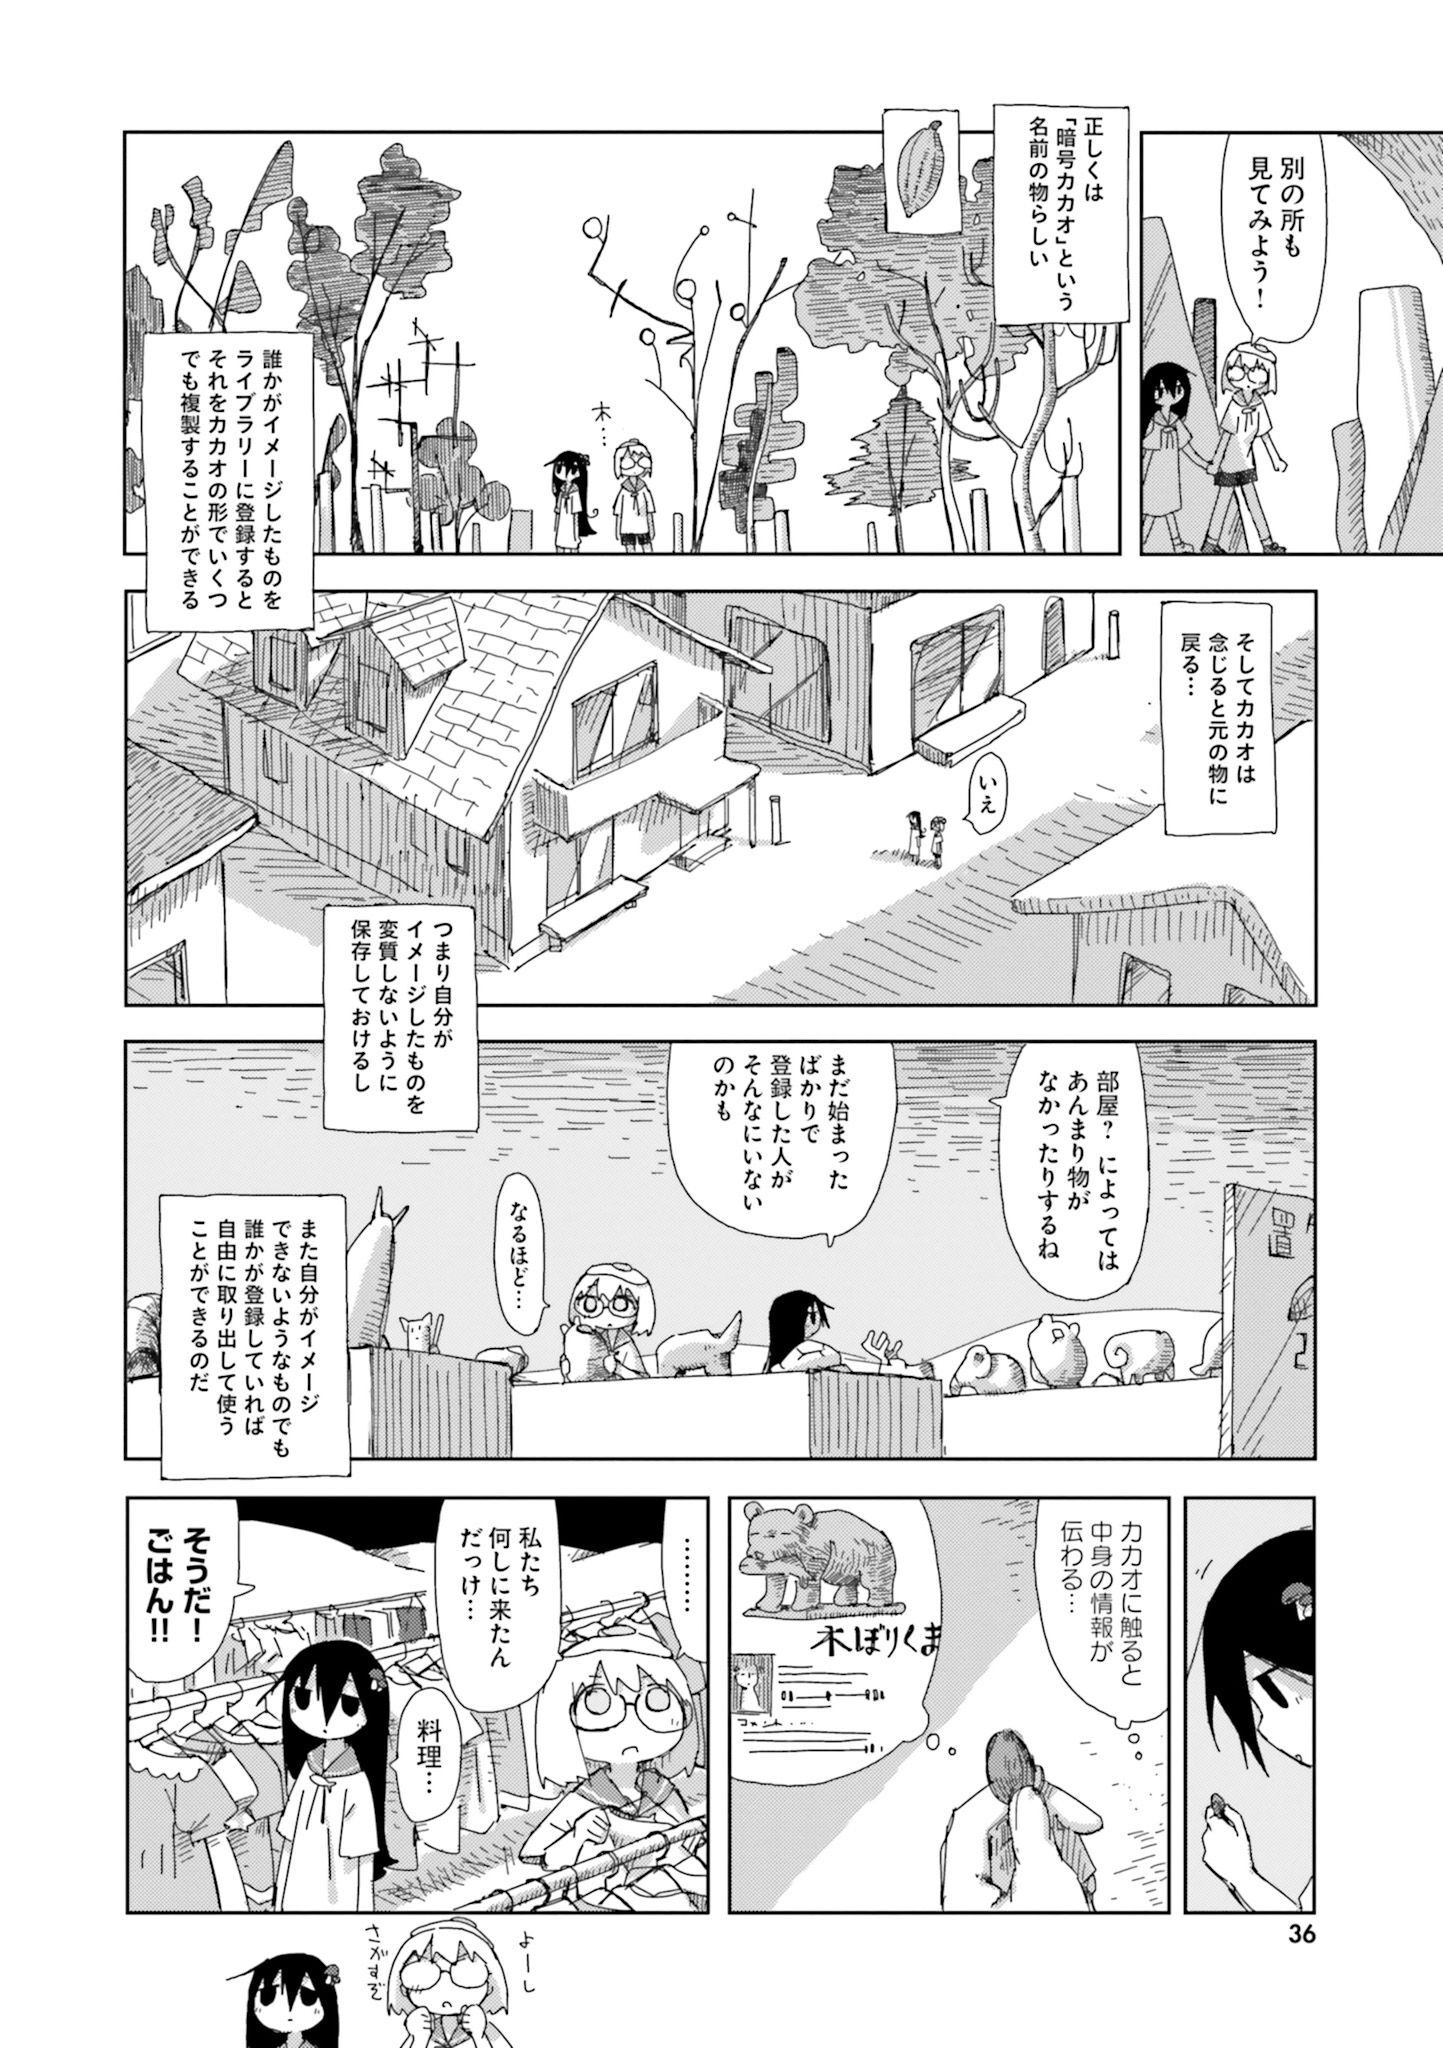 別の所も
見てみよう！
正しくは
「暗号カカオ」という
名前の物らしい
木…
誰かがイメージしたものを
ライブラリーに登録すると
それをカカオの形でいくつ
でも複製することができる
そしてカカオは
念じると元の物に
戻る…
いえ
つまり自分が
イメージしたものを
変質しないように
保存しておけるし
部屋？によっては
あんまり物が
なかったりするね
まだ始まった
ばかりで
登録した人が
そんなにいない
のかも
置
なるほど…
また自分がイメージ
できないようなものでも
誰かが登録していれば
自由に取り出して使う
ことができるのだ
カカオに触ると
中身の情報が
伝わる…
木ぼりくま
コメント…
………
私たち
何しに来たん
だっけ…
料理…
そうだ！
ごはん!!
よーし
さがすぞ
36